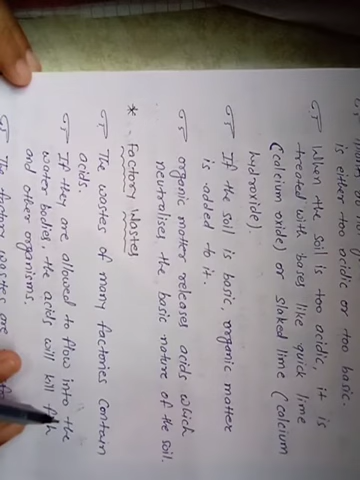 is either too acidic or too basic.
When the soil is too acidic, it is
treated with bases like quick lime
(calcium oxide) or slaked lime (calcium
hydroxide).
If the soil is basic, organic matter
is added to it.
organic matter releases acids which
neutralises the basic nature of the soil.
* Factory Wastes
The wastes of many factories contain
acids.
If they are allowed to flow into the
water bodies, the acids will kill fish
and other organisms.
The factory wastes are